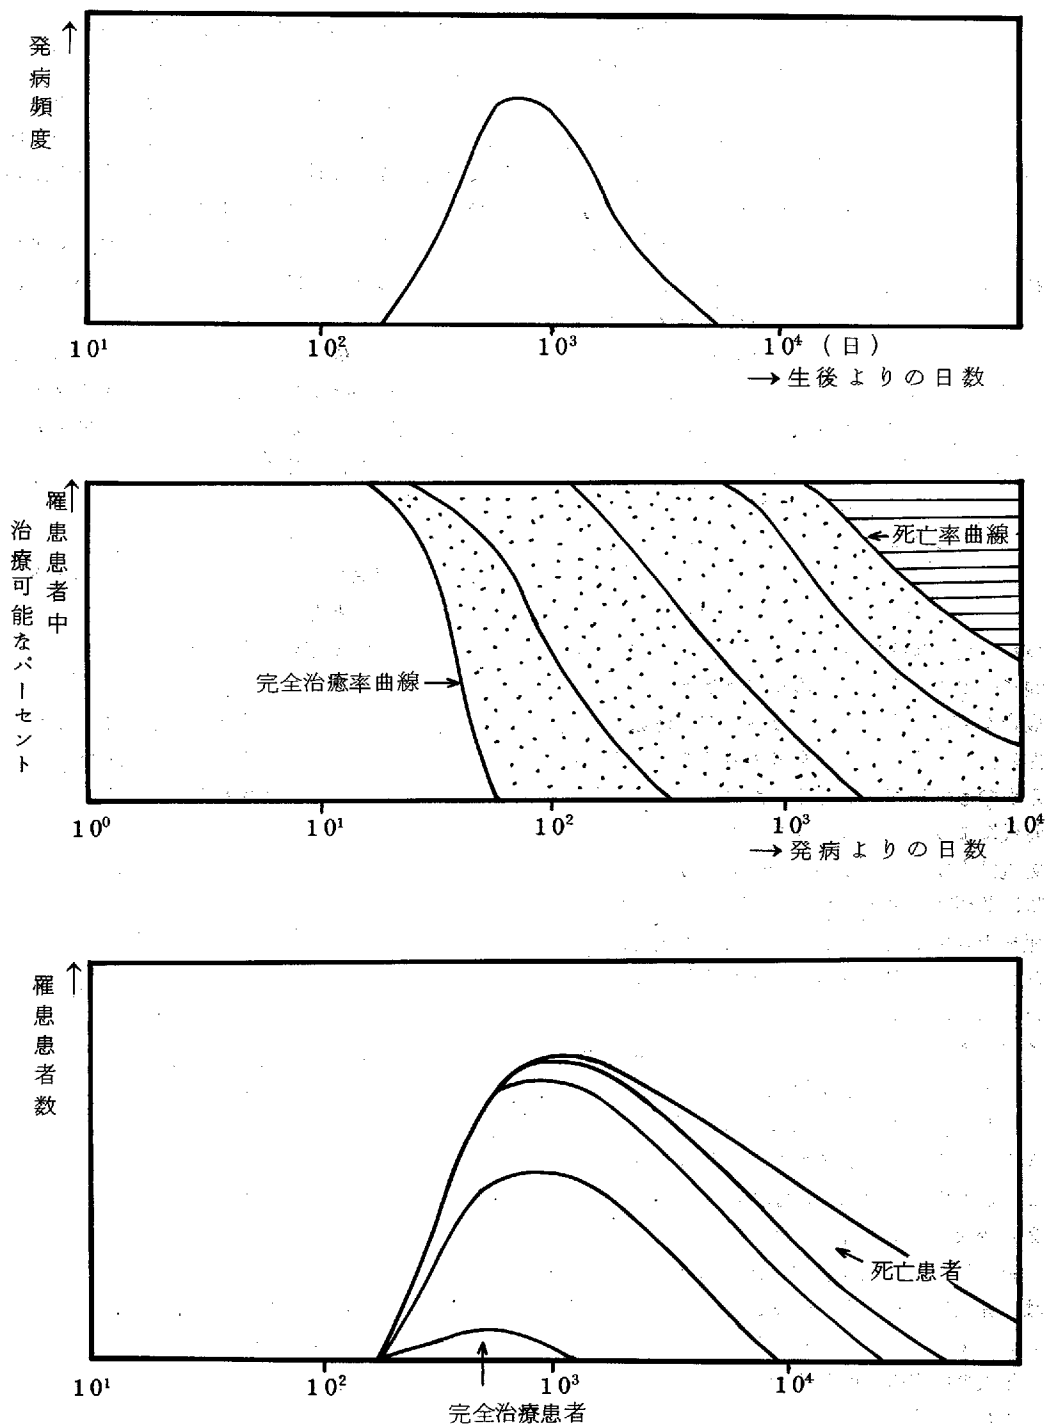 発病頻度
10¹ 10² 10³ 10⁴ (日)
→生後よりの日数
罹患患者中
治療可能なパーセント
←死亡率曲線
完全治癒率曲線→
10⁰ 10¹ 10² 10³ 10⁴
→発病よりの日数
罹患患者数
死亡患者
10¹ 10² 10³ 10⁴
完全治療患者